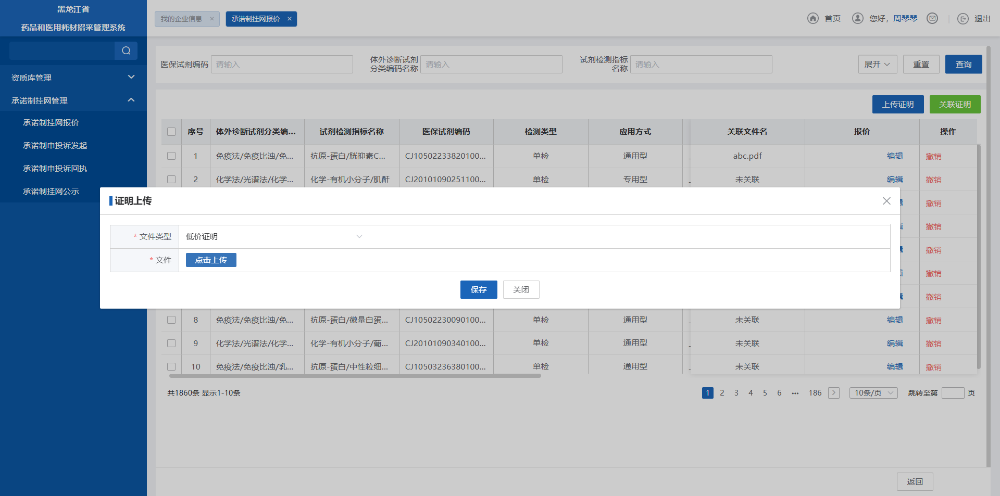 黑龙江省
药品和医用耗材招采管理系统
我的企业信息 ×
承诺制挂网报价 ×
首页
您好，周琴琴
退出
资质库管理
承诺制挂网管理
承诺制挂网报价
承诺制申投诉发起
承诺制申投诉回执
承诺制挂网公示
医保试剂编码 请输入
体外诊断试剂
分类编码名称 请输入
试剂检测指标
名称 请输入
展开
重置
查询
上传证明
关联证明
序号 体外诊断试剂分类编... 试剂检测指标名称 医保试剂编码 检测类型 应用方式 关联文件名 报价 操作
1 免疫法/免疫比浊/免... 抗原-蛋白/胱抑素C... CJ10502233820100... 单检 通用型 abc.pdf 编辑 撤销
2 化学法/光谱法/化学... 化学-有机小分子/肌酐 CJ20101090251100... 单检 专用型 未关联 编辑 撤销
撤销
撤销
撤销
撤销
撤销
证明上传
* 文件类型 低价证明
* 文件 点击上传
保存 关闭
8 免疫法/免疫比浊/免... 抗原-蛋白/微量白蛋... CJ10502230090100... 单检 通用型 未关联 编辑 撤销
9 化学法/光谱法/化学... 化学-有机小分子/葡... CJ20101090340100... 单检 通用型 未关联 编辑 撤销
10 免疫法/免疫比浊/乳... 抗原-蛋白/中性粒细... CJ10503236380100... 单检 通用型 未关联 编辑 撤销
共1860条 显示1-10条
1 2 3 4 5 6 ••• 186 > 10条/页 跳转至第 页
返回